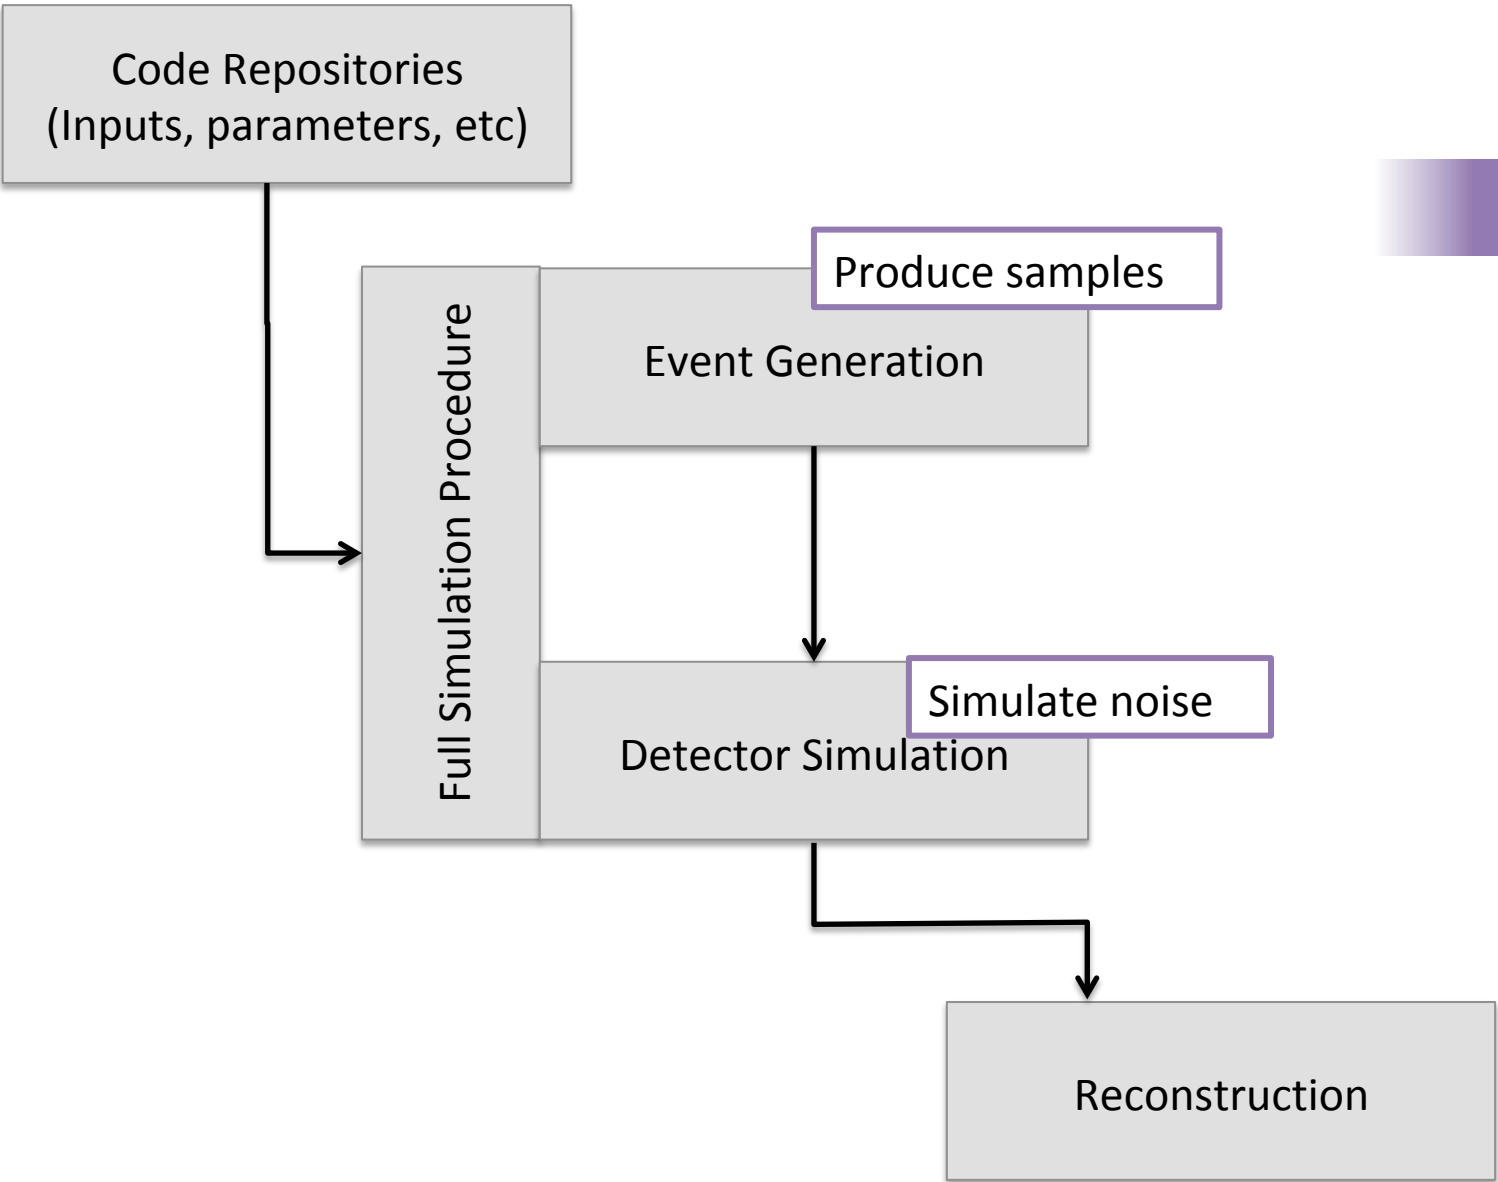 Code Repositories
(Inputs, parameters, etc)
Produce samples
Event Generation
Full Simulation Procedure
Simulate noise
Detector Simulation
Reconstruction